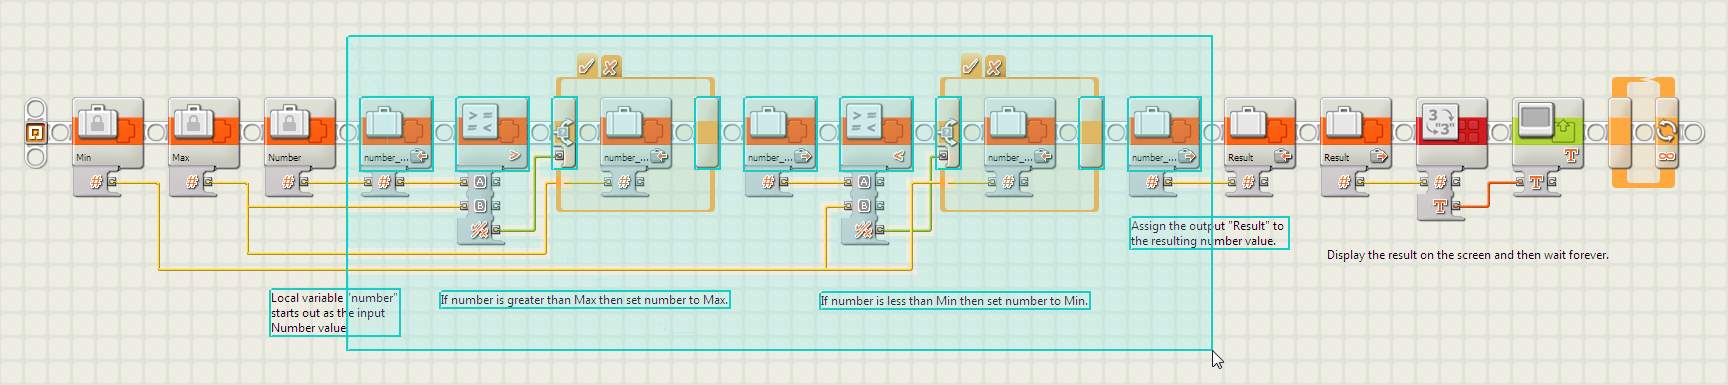 Min
Max
Number
number_...
>
number_...
number_...
<
number_...
number_...
Result
Result
3
"3"
T
#
#
#
#
A
#
#
A
#
#
#
#
#
T
B
B
T
Assign the output "Result" to
the resulting number value.
Display the result on the screen and then wait forever.
Local variable "number"
starts out as the input
Number value
If number is greater than Max then set number to Max.
If number is less than Min then set number to Min.